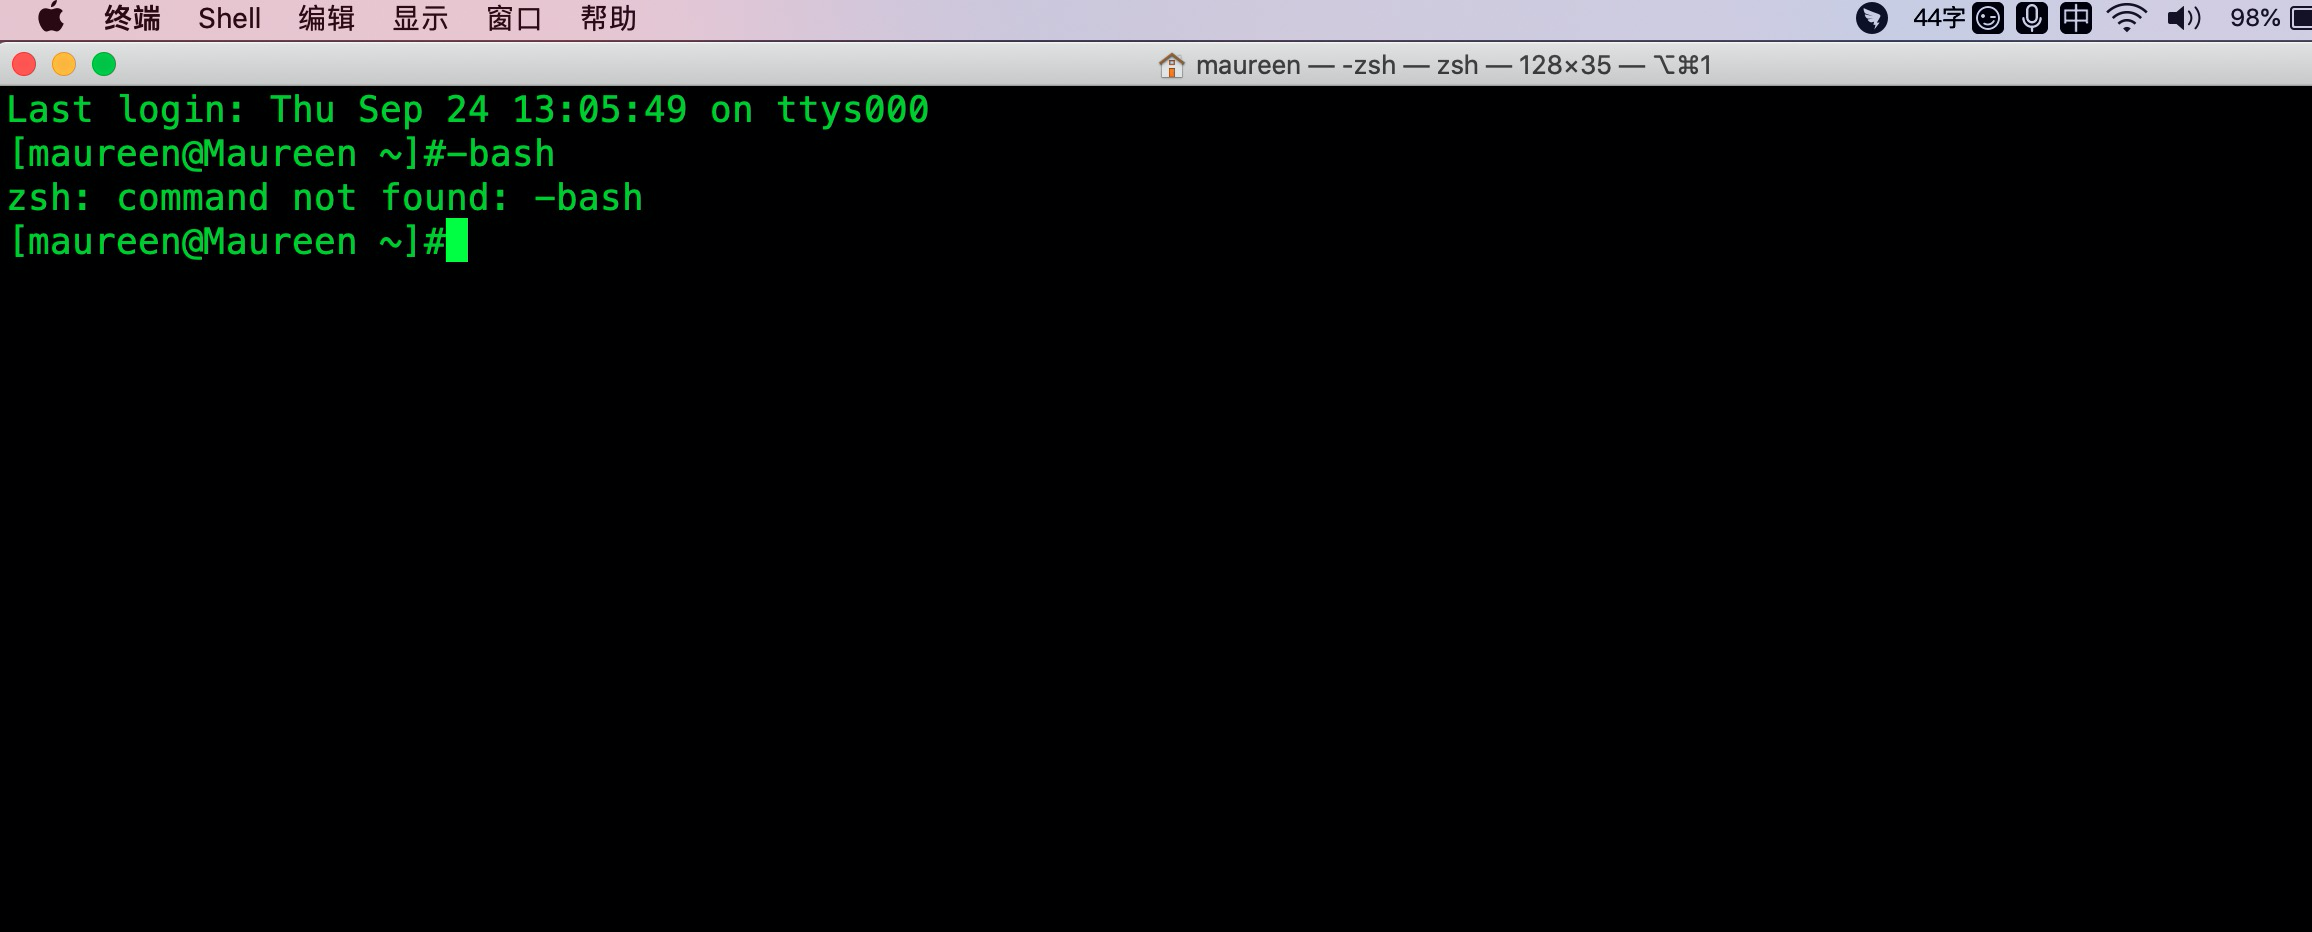 终端 Shell 编辑 显示 窗口 帮助 44字 中 98%
maureen — -zsh — zsh — 128×35 — ⌥⌘1
Last login: Thu Sep 24 13:05:49 on ttys000
[maureen@Maureen ~]#-bash
zsh: command not found: -bash
[maureen@Maureen ~]#